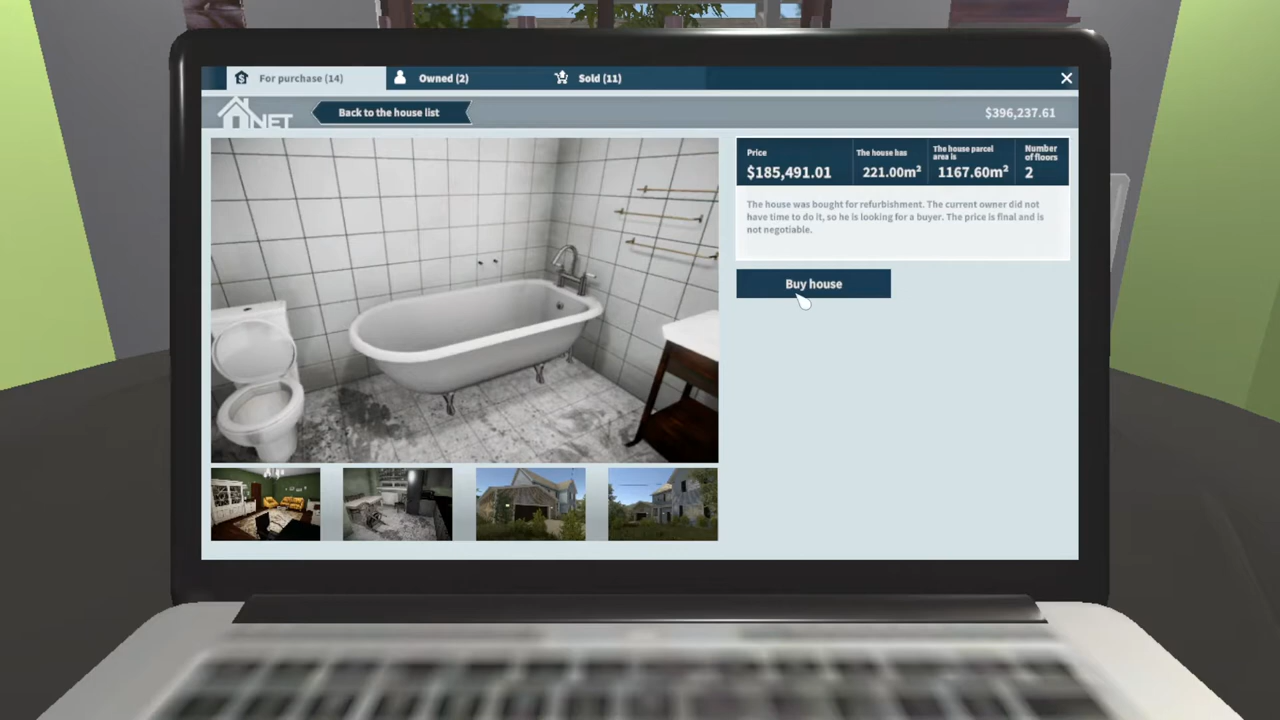 For purchase (14)
Owned (2)
Sold (11)
NET
Back to the house list
$396,237.61
Price
$185,491.01
The house has
221.00m²
The house parcel
area is
1167.60m²
Number
of floors
2
The house was bought for refurbishment. The current owner did not
have time to do it, so he is looking for a buyer. The price is final and is
not negotiable.
Buy house